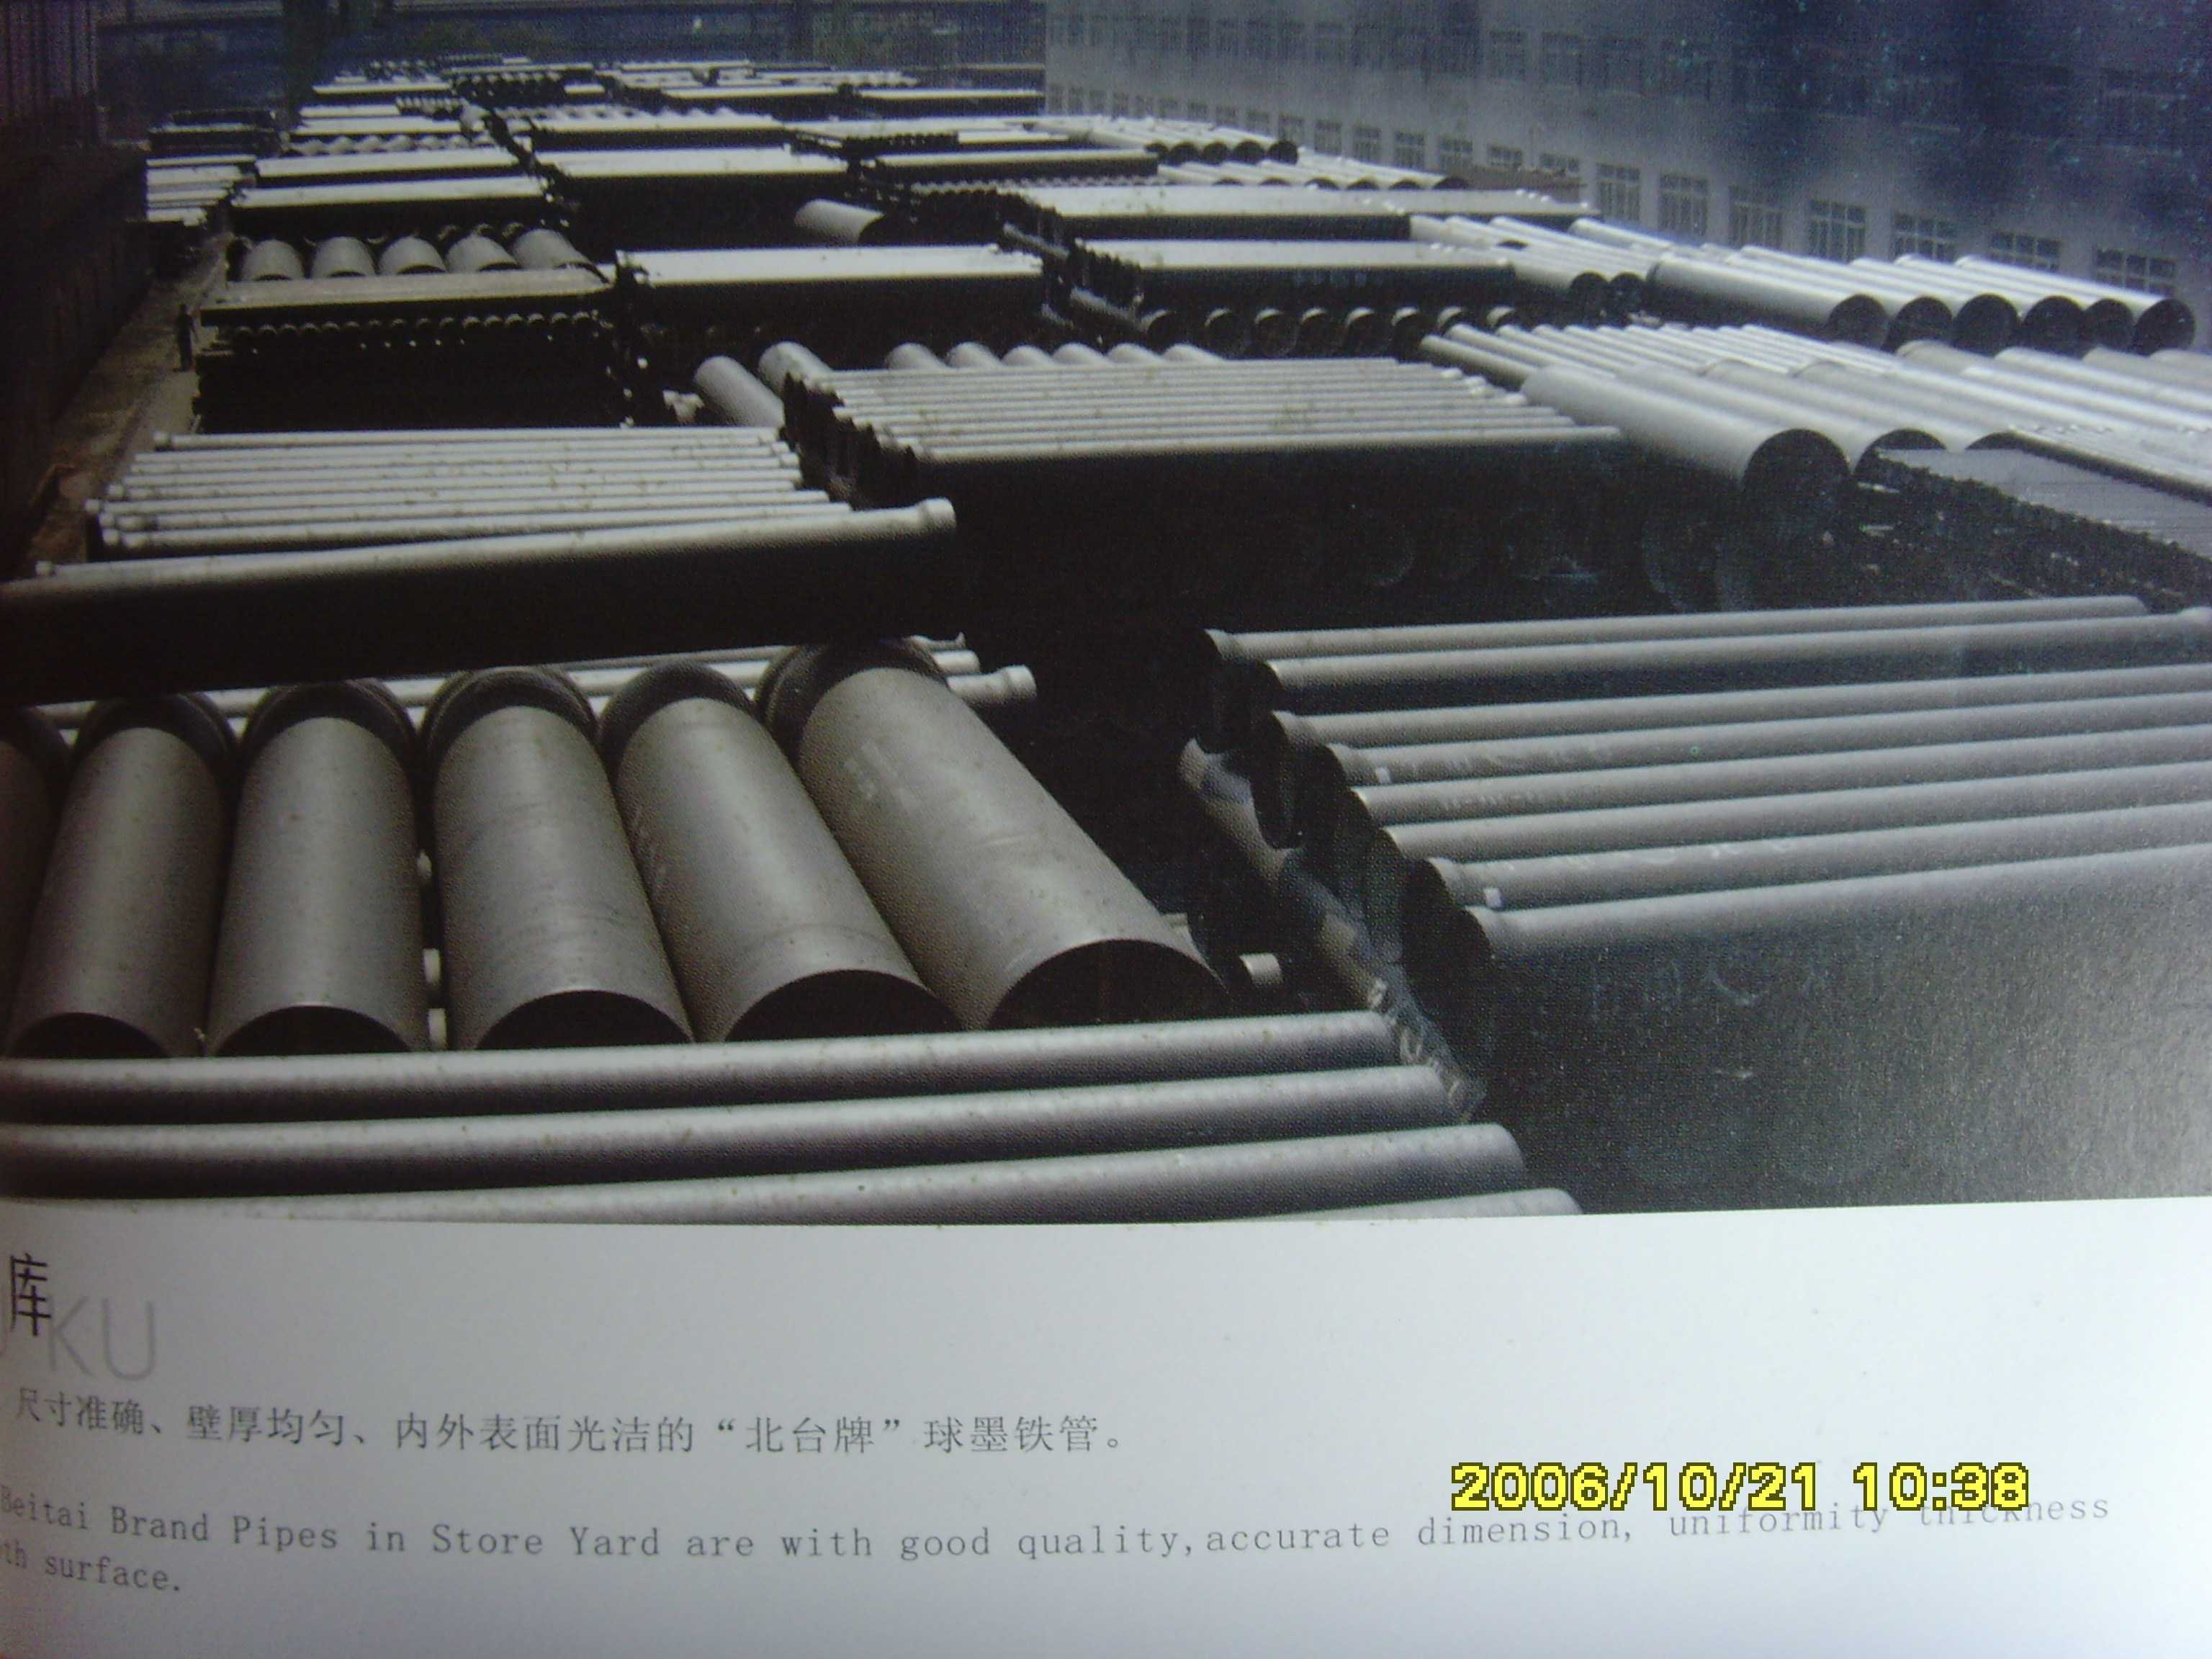 库
KU
尺寸准确、壁厚均匀、内外表面光洁的“北台牌”球墨铁管。
2006/10/21 10:38
Beitai Brand Pipes in Store Yard are with good quality,accurate dimension, uniformity thickness
surface.